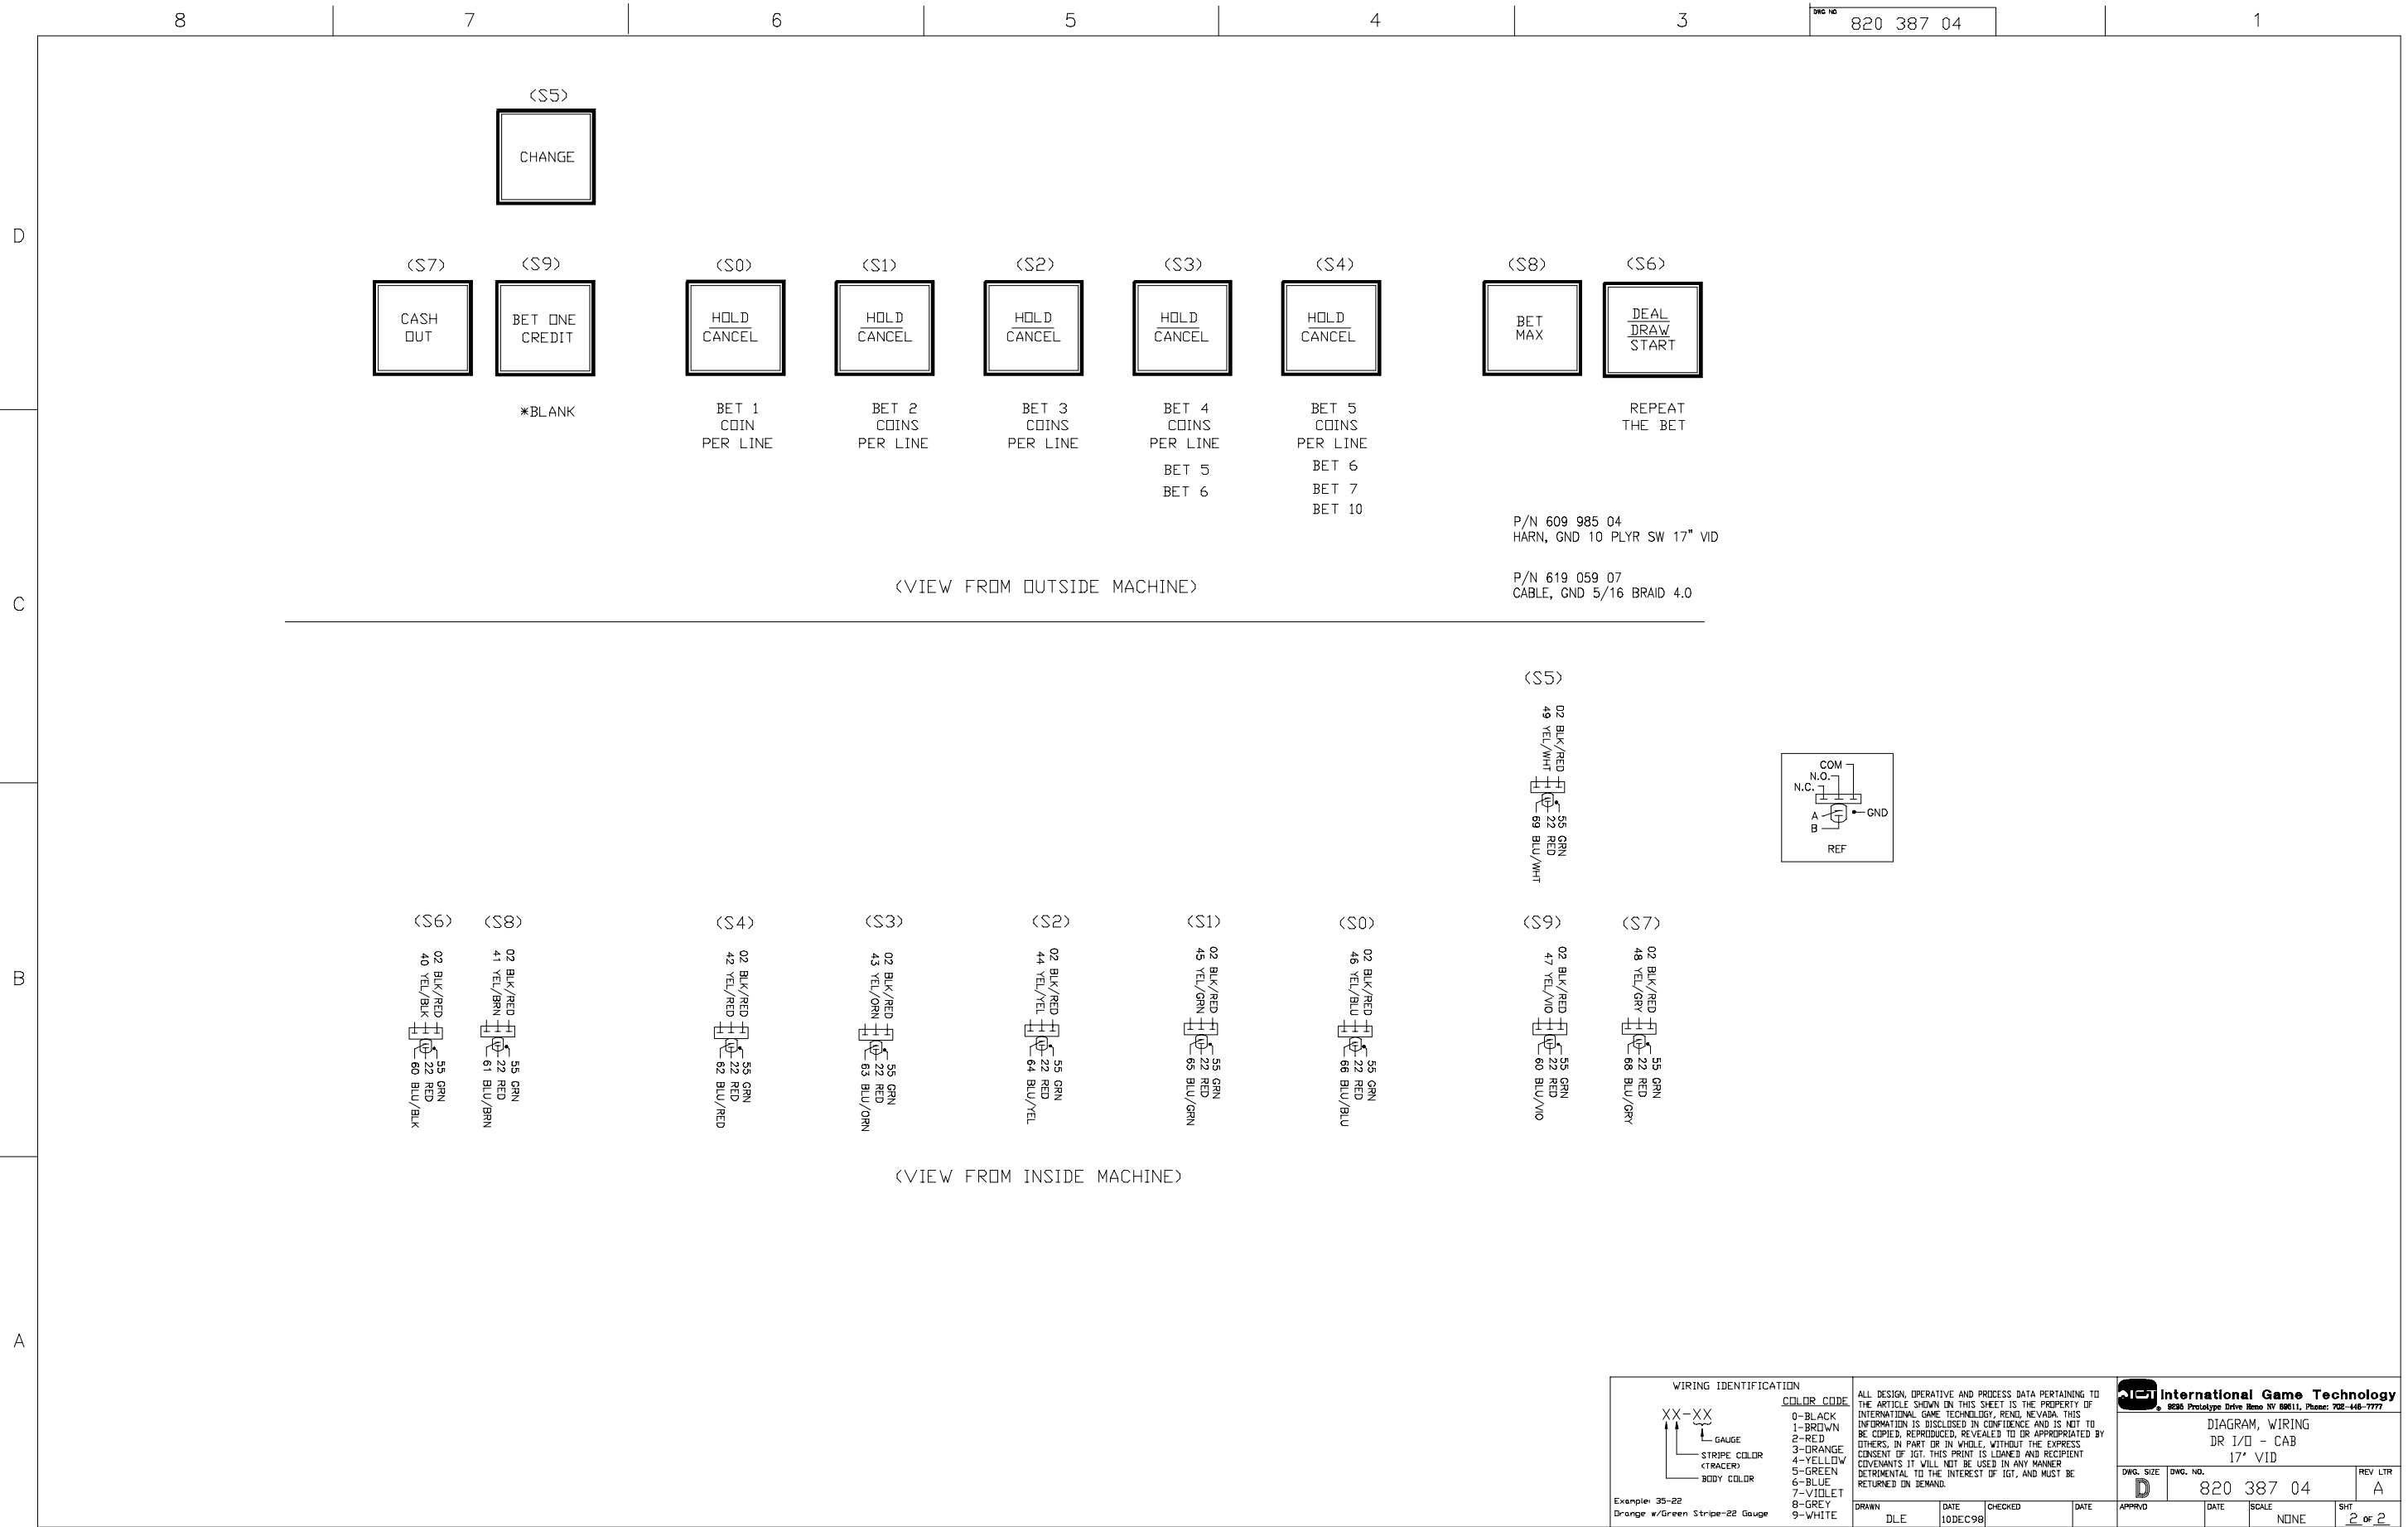 8 7 6 5 4 3 1
DWG NO 820 387 04
(S5)
CHANGE
D
(S7) (S9) (S0) (S1) (S2) (S3) (S4) (S8) (S6)
CASH
OUT
BET ONE
CREDIT
HOLD
CANCEL
HOLD
CANCEL
HOLD
CANCEL
HOLD
CANCEL
HOLD
CANCEL
BET
MAX
DEAL
DRAW
START
*BLANK
BET 1
COIN
PER LINE
BET 2
COINS
PER LINE
BET 3
COINS
PER LINE
BET 4
COINS
PER LINE
BET 5
BET 6
BET 5
COINS
PER LINE
BET 6
BET 7
BET 10
REPEAT
THE BET
P/N 609 985 04
HARN, GND 10 PLYR SW 17" VID
P/N 619 059 07
CABLE, GND 5/16 BRAID 4.0
(VIEW FROM OUTSIDE MACHINE)
C
(S5)
02 BLK/RED
49 YEL/WHT
55 GRN
22 RED
69 BLU/WHT
COM
N.O.
N.C.
A
GND
B
REF
B
(S6)
02 BLK/RED
40 YEL/BLK
55 GRN
22 RED
60 BLU/BLK
(S8)
02 BLK/RED
41 YEL/BRN
55 GRN
22 RED
61 BLU/BRN
(S4)
02 BLK/RED
42 YEL/RED
55 GRN
22 RED
62 BLU/RED
(S3)
02 BLK/RED
43 YEL/ORN
55 GRN
22 RED
63 BLU/ORN
(S2)
02 BLK/RED
44 YEL/YEL
55 GRN
22 RED
64 BLU/YEL
(S1)
02 BLK/RED
45 YEL/GRN
55 GRN
22 RED
65 BLU/GRN
(S0)
02 BLK/RED
46 YEL/BLU
55 GRN
22 RED
66 BLU/BLU
(S9)
02 BLK/RED
47 YEL/VIO
55 GRN
22 RED
60 BLU/VIO
(S7)
02 BLK/RED
48 YEL/GRY
55 GRN
22 RED
68 BLU/GRY
(VIEW FROM INSIDE MACHINE)
A
WIRING IDENTIFICATION
XX-XX
GAUGE
STRIPE COLOR
(TRACER)
BODY COLOR
Example: 35-22
Orange w/Green Stripe-22 Gauge
COLOR CODE
0-BLACK
1-BROWN
2-RED
3-ORANGE
4-YELLOW
5-GREEN
6-BLUE
7-VIOLET
8-GREY
9-WHITE
ALL DESIGN, OPERATIVE AND PROCESS DATA PERTAINING TO
THE ARTICLE SHOWN ON THIS SHEET IS THE PROPERTY OF
INTERNATIONAL GAME TECHNOLOGY, RENO, NEVADA. THIS
INFORMATION IS DISCLOSED IN CONFIDENCE AND IS NOT TO
BE COPIED, REPRODUCED, REVEALED TO OR APPROPRIATED BY
OTHERS, IN PART OR IN WHOLE, WITHOUT THE EXPRESS
CONSENT OF IGT. THIS PRINT IS LOANED AND RECIPIENT
COVENANTS IT WILL NOT BE USED IN ANY MANNER
DETRIMENTAL TO THE INTEREST OF IGT, AND MUST BE
RETURNED ON DEMAND.
DRAWN DLE
DATE 10DEC98
CHECKED
DATE
IGT International Game Technology
9295 Prototype Drive Reno NV 89511, Phone: 702-448-7777
DIAGRAM, WIRING
DR I/O - CAB
17" VID
DWG. SIZE D
DWG. NO. 820 387 04
REV LTR A
APPRVD
DATE
SCALE NONE
SHT 2 OF 2